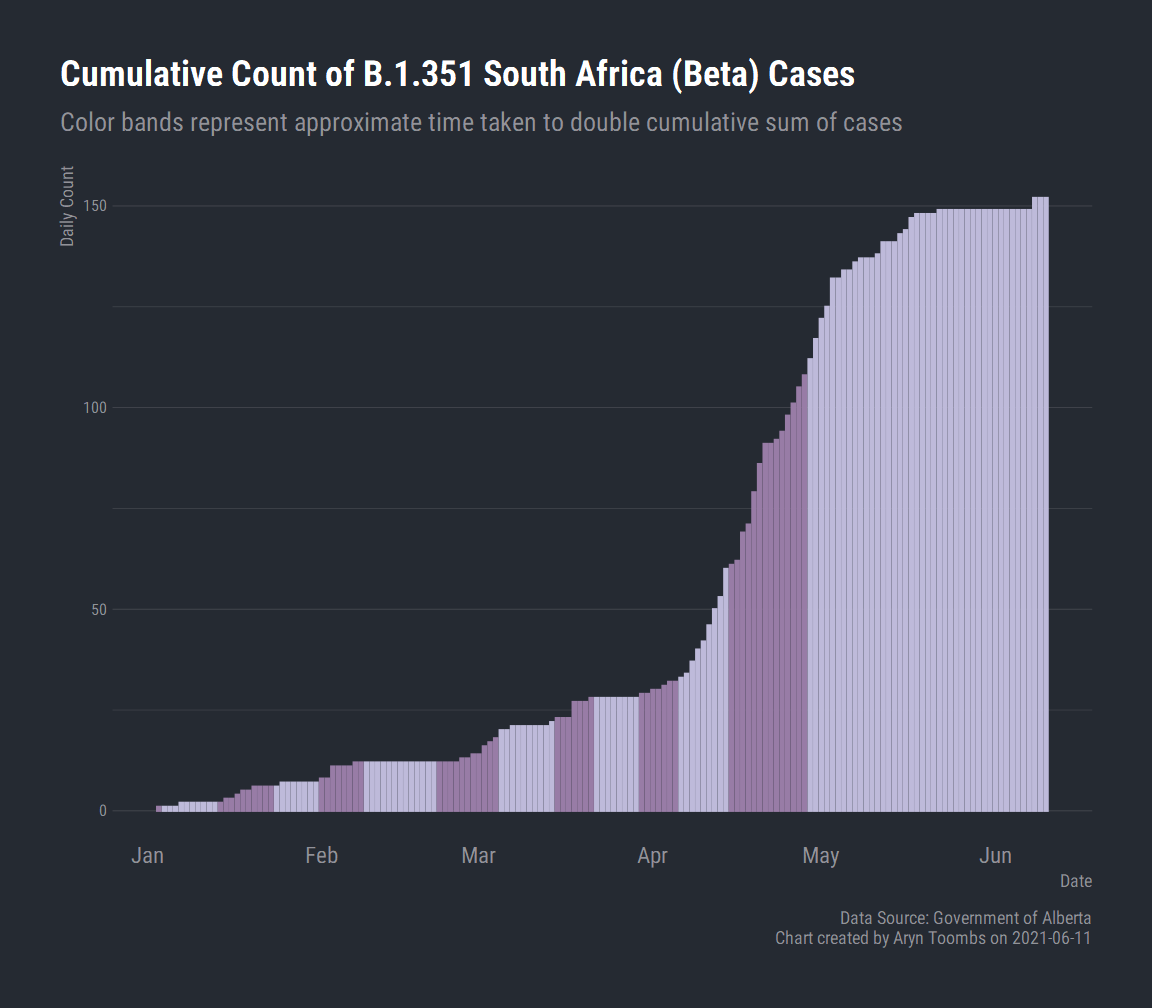 Cumulative Count of B.1.351 South Africa (Beta) Cases
Color bands represent approximate time taken to double cumulative sum of cases
Daily Count
150
100
50
0
Jan Feb Mar Apr May Jun
Date
Data Source: Government of Alberta
Chart created by Aryn Toombs on 2021-06-11